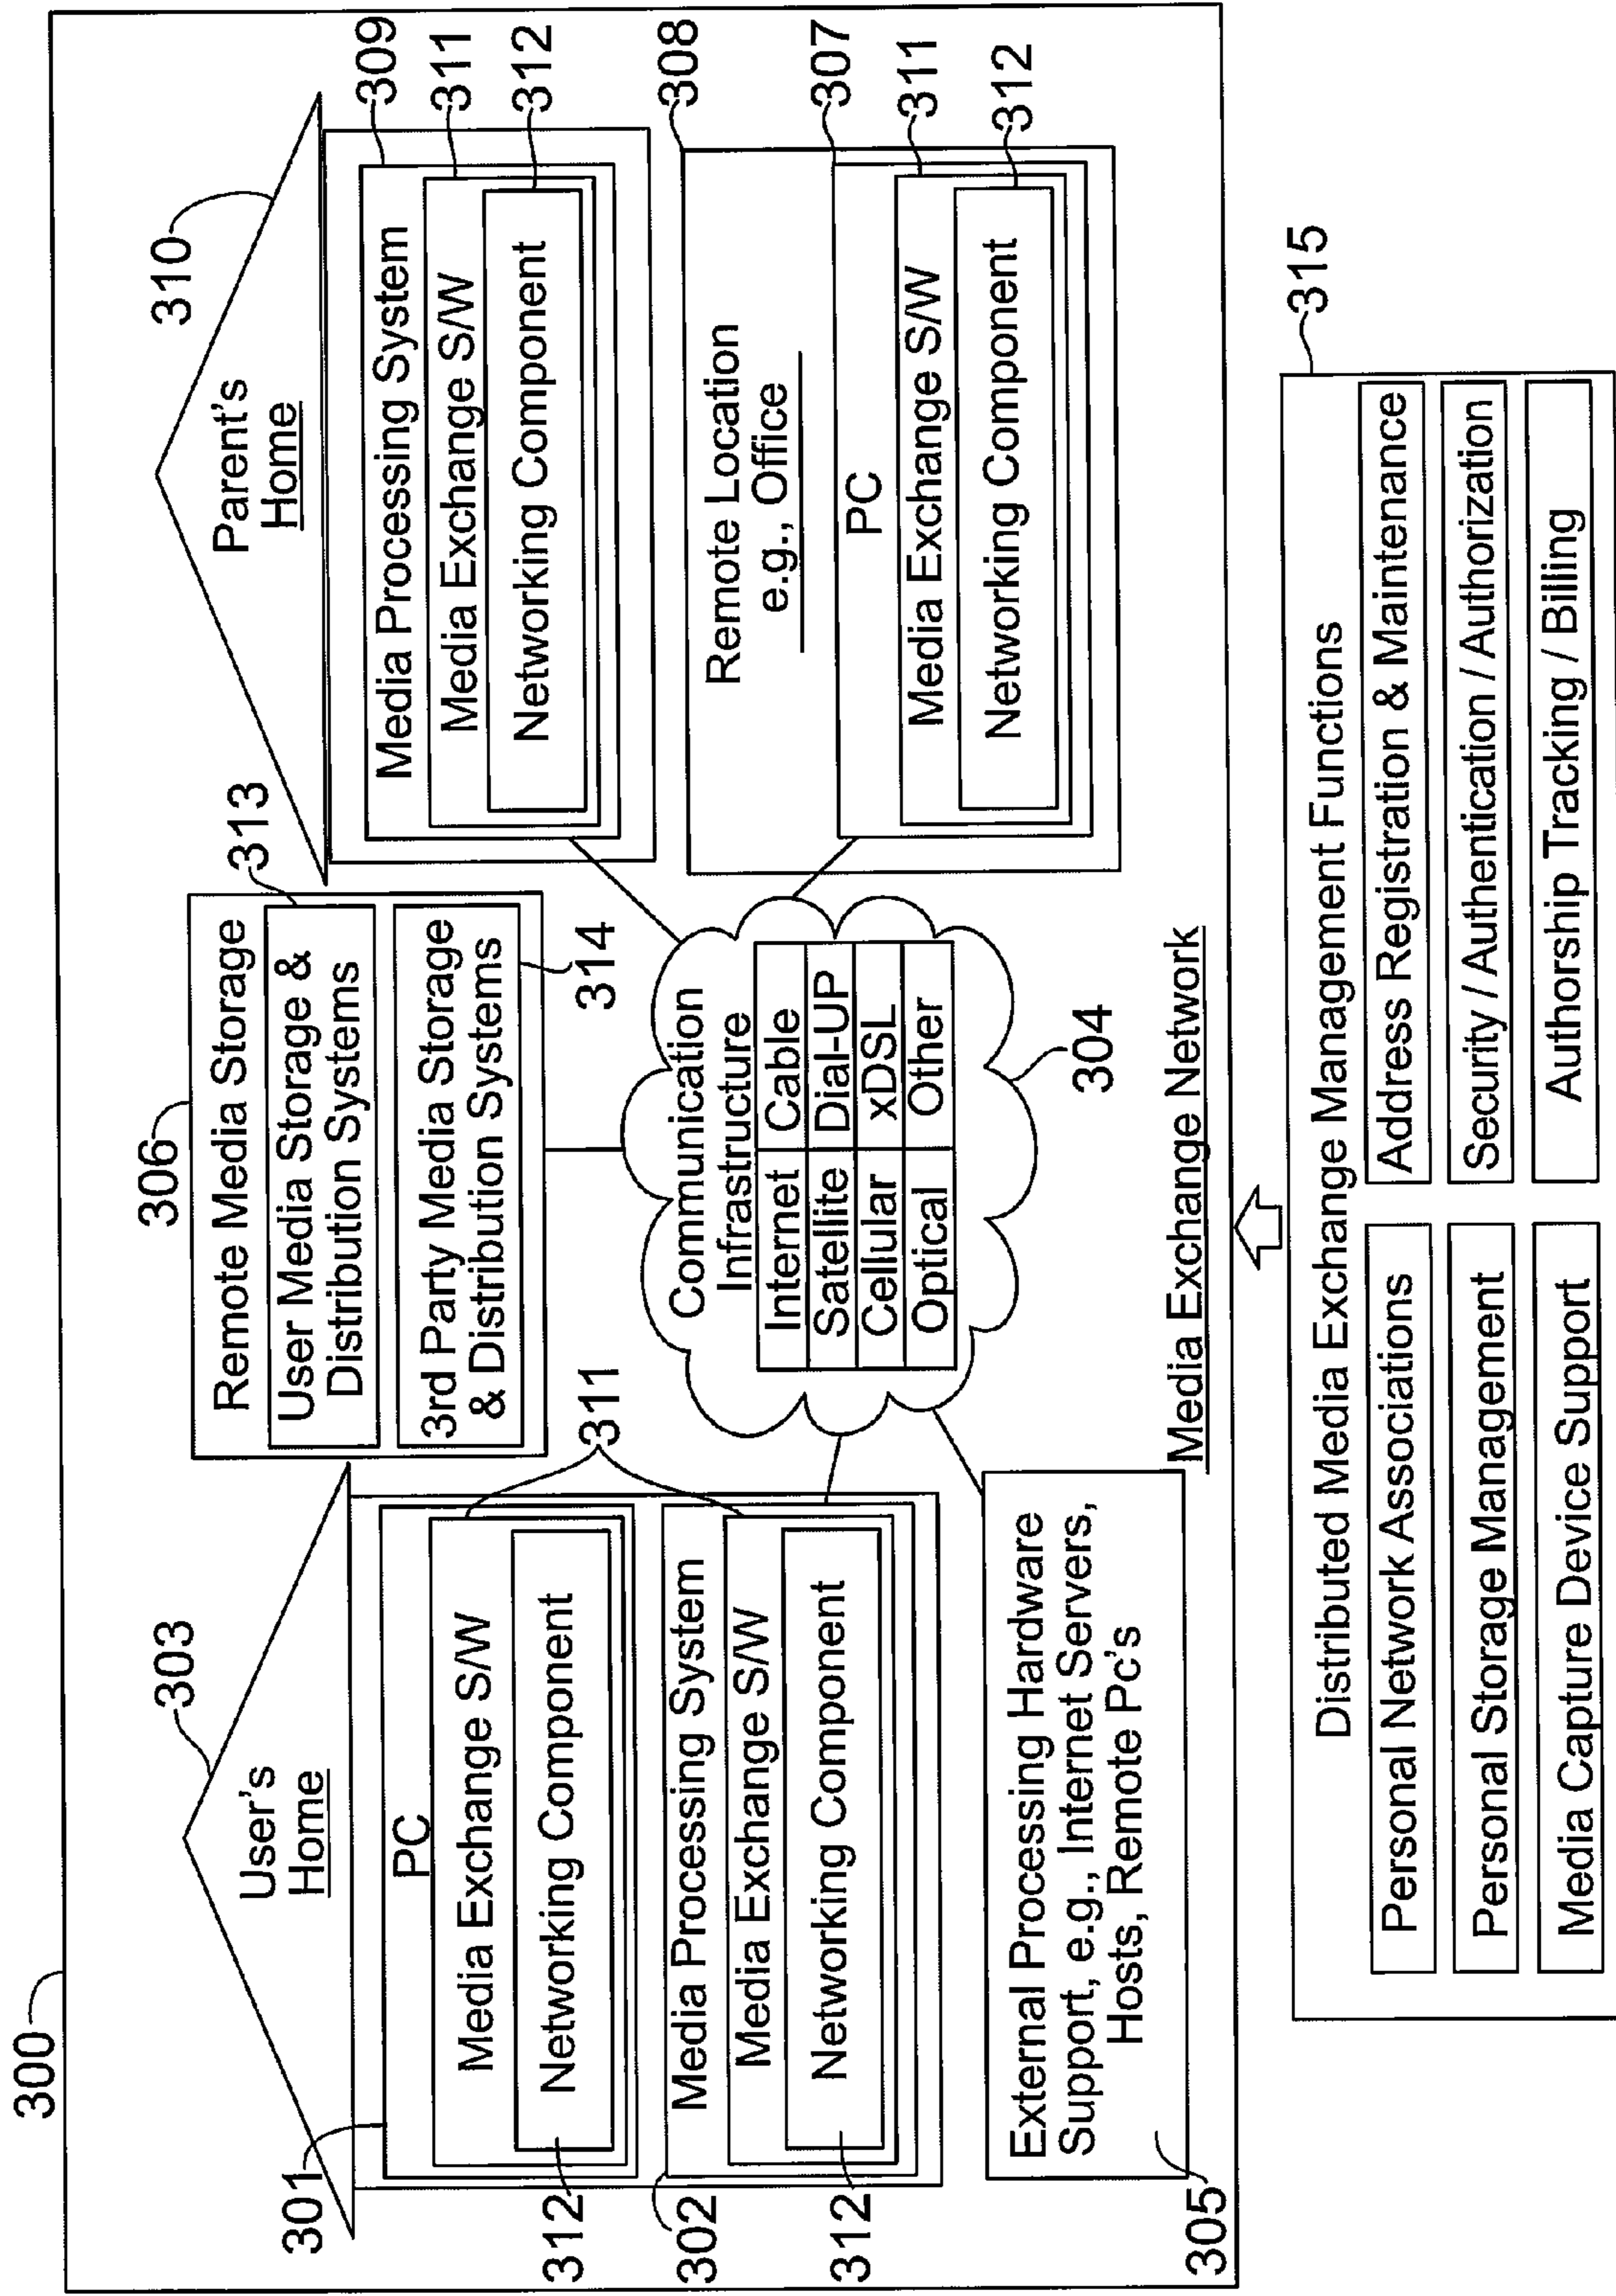 300
303
User's
Home
301
PC
Media Exchange S/W
Networking Component
312
311
302
Media Processing System
Media Exchange S/W
Networking Component
312
External Processing Hardware
Support, e.g., Internet Servers,
Hosts, Remote Pc's
305
306
Remote Media Storage
313
User Media Storage &
Distribution Systems
3rd Party Media Storage
& Distribution Systems
314
Communication
Infrastructure
Internet Cable
Satellite Dial-UP
Cellular xDSL
Optical Other
304
310
Parent's
Home
309
Media Processing System
311
Media Exchange S/W
312
Networking Component
308
Remote Location
e.g., Office
307
PC
311
Media Exchange S/W
312
Networking Component
Media Exchange Network
315
Distributed Media Exchange Management Functions
Personal Network Associations
Address Registration & Maintenance
Personal Storage Management
Security / Authentication / Authorization
Media Capture Device Support
Authorship Tracking / Billing